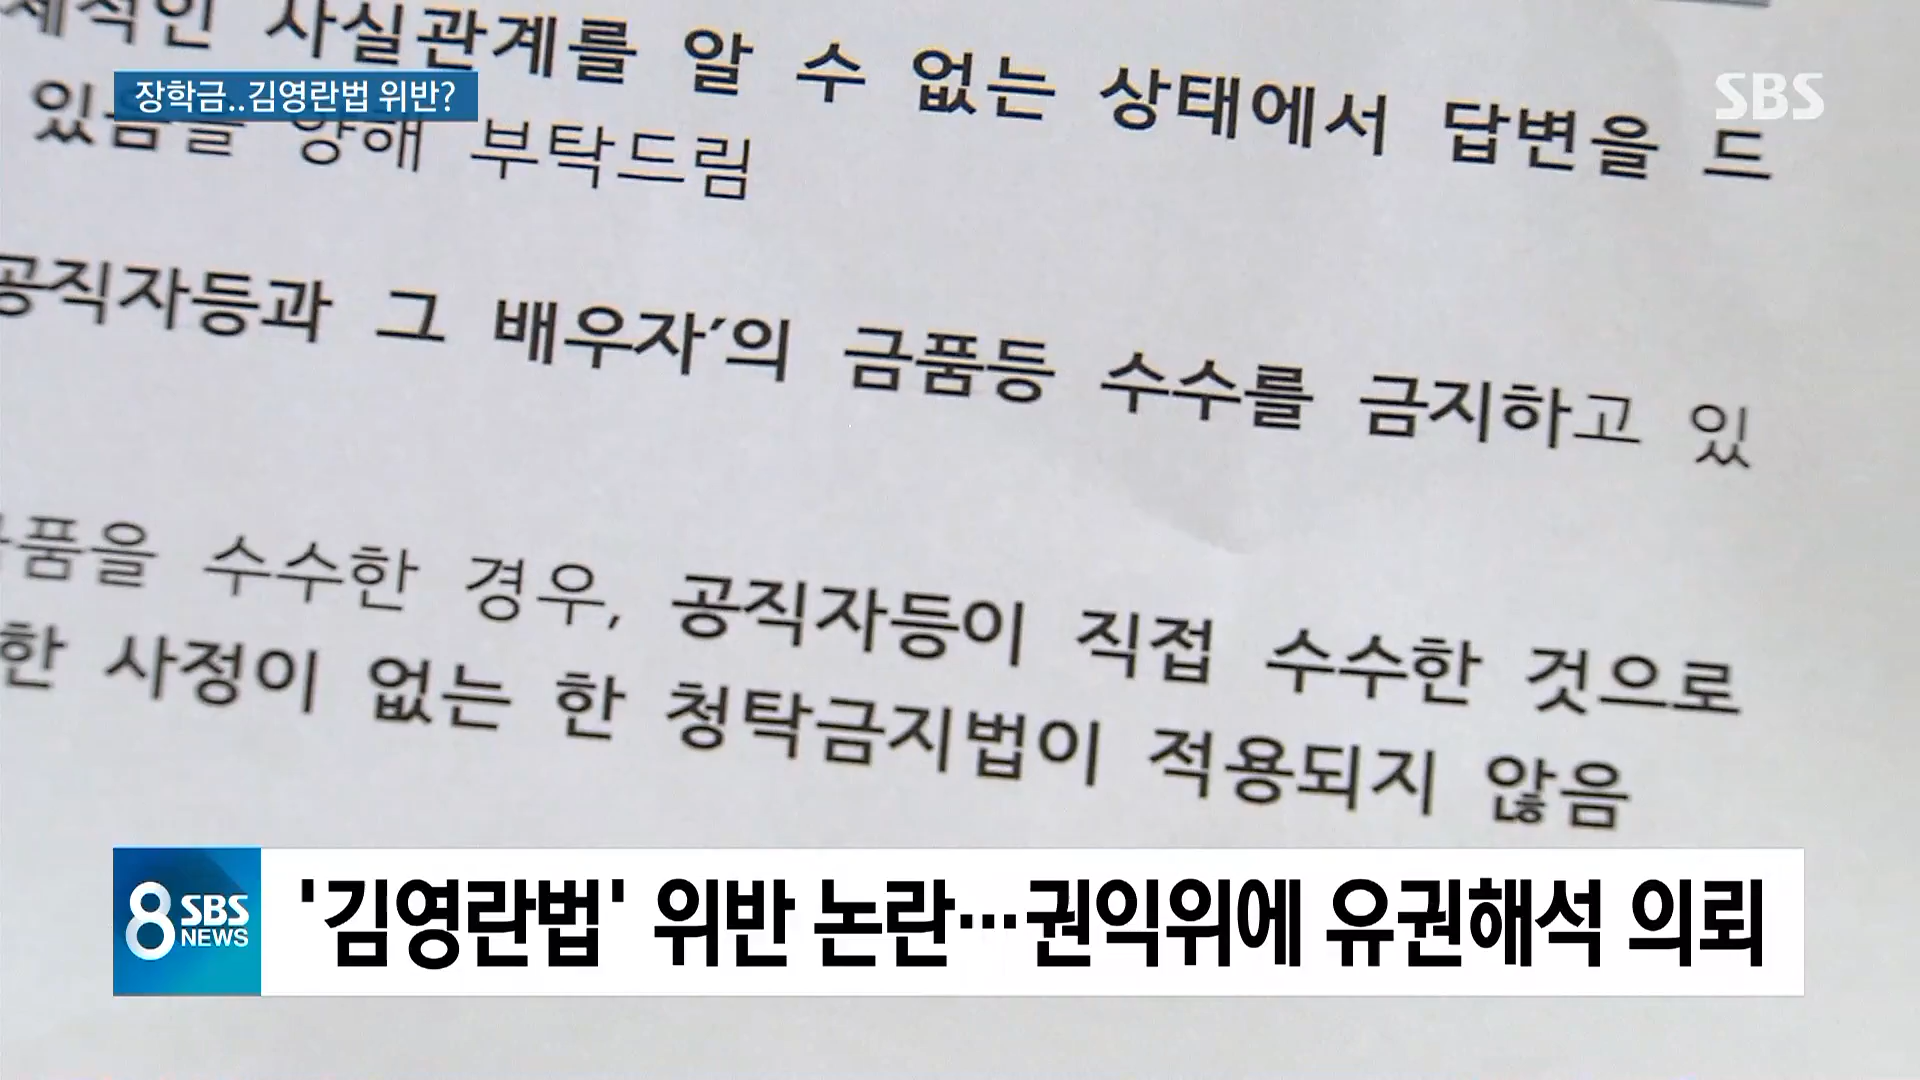 사실관계를 알 수 없는 상태에서 답변을 드
장학금..김영란법 위반?
SBS
있음을 양해 부탁드림
공직자등과 그 배우자'의 금품등 수수를 금지하고 있
품을 수수한 경우, 공직자등이 직접 수수한 것으로
한 사정이 없는 한 청탁금지법이 적용되지 않음
8 SBS NEWS
'김영란법' 위반 논란…권익위에 유권해석 의뢰